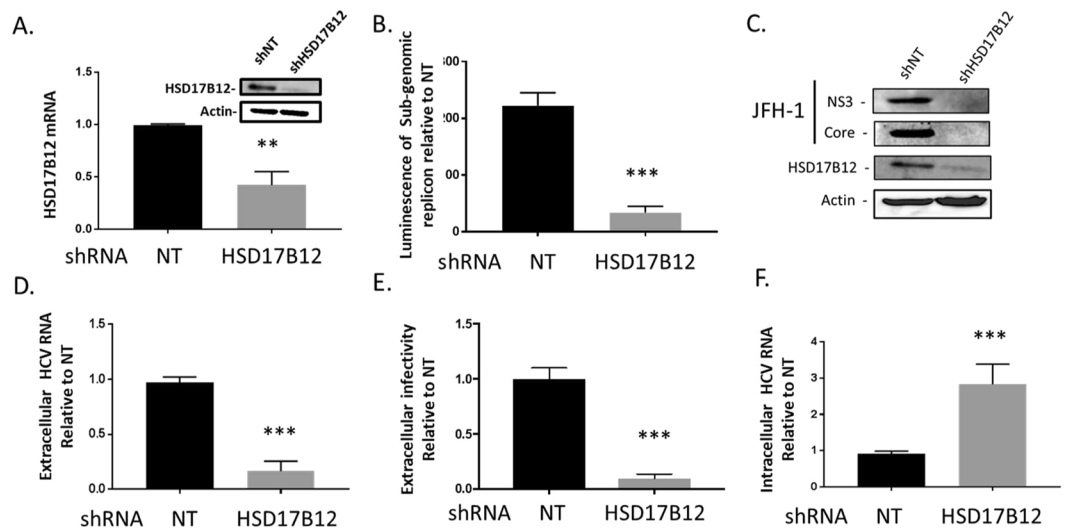 A.
shNT
shHSD17B12
HSD17B12-
Actin-
HSD17B12 mRNA
1.5
1.0
0.5
0.0
**
shRNA NT HSD17B12
B.
Luminescence of Sub-genomic
replicon relative to NT
00
200
00
0
***
shRNA NT HSD17B12
C.
shNT
shHSD17B12
JFH-1
NS3 -
Core -
HSD17B12 -
Actin -
D.
Extracellular HCV RNA
Relative to NT
1.5
1.0
0.5
0.0
***
shRNA NT HSD17B12
E.
Extracellular infectivity
Relative to NT
1.5
1.0
0.5
0.0
***
shRNA NT HSD17B12
F.
Intracellular HCV RNA
Relative to NT
4
3
2
1
0
***
shRNA NT HSD17B12